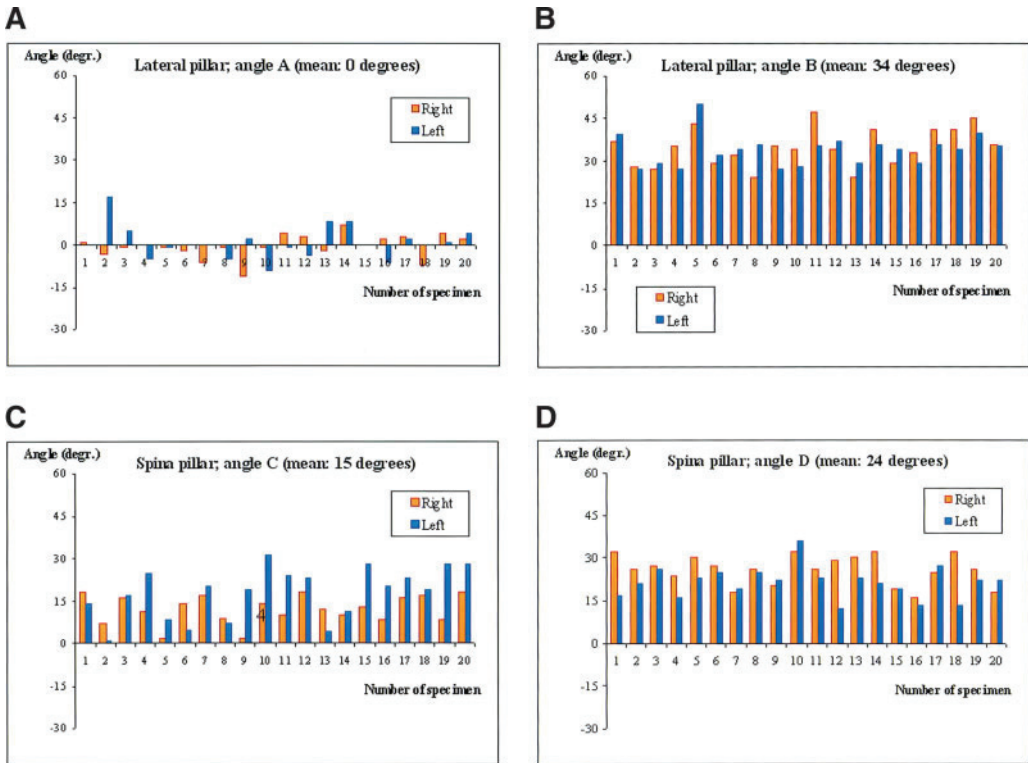 A
Angle (degr.)
Lateral pillar; angle A (mean: 0 degrees)
60
45
30
15
0
-15
-30
Right
Left
1 2 3 4 5 6 7 8 9 10 11 12 13 14 15 16 17 18 19 20
Number of specimen
B
Angle (degr.)
Lateral pillar; angle B (mean: 34 degrees)
60
45
30
15
0
-15
-30
1 2 3 4 5 6 7 8 9 10 11 12 13 14 15 16 17 18 19 20
Number of specimen
Right
Left
C
Angle (degr.)
Spina pillar; angle C (mean: 15 degrees)
60
45
30
15
0
-15
-30
Right
Left
4
1 2 3 4 5 6 7 8 9 10 11 12 13 14 15 16 17 18 19 20
Number of specimen
D
Angle (degr.)
Spina pillar; angle D (mean: 24 degrees)
60
45
30
15
0
-15
-30
Right
Left
1 2 3 4 5 6 7 8 9 10 11 12 13 14 15 16 17 18 19 20
Number of specimen